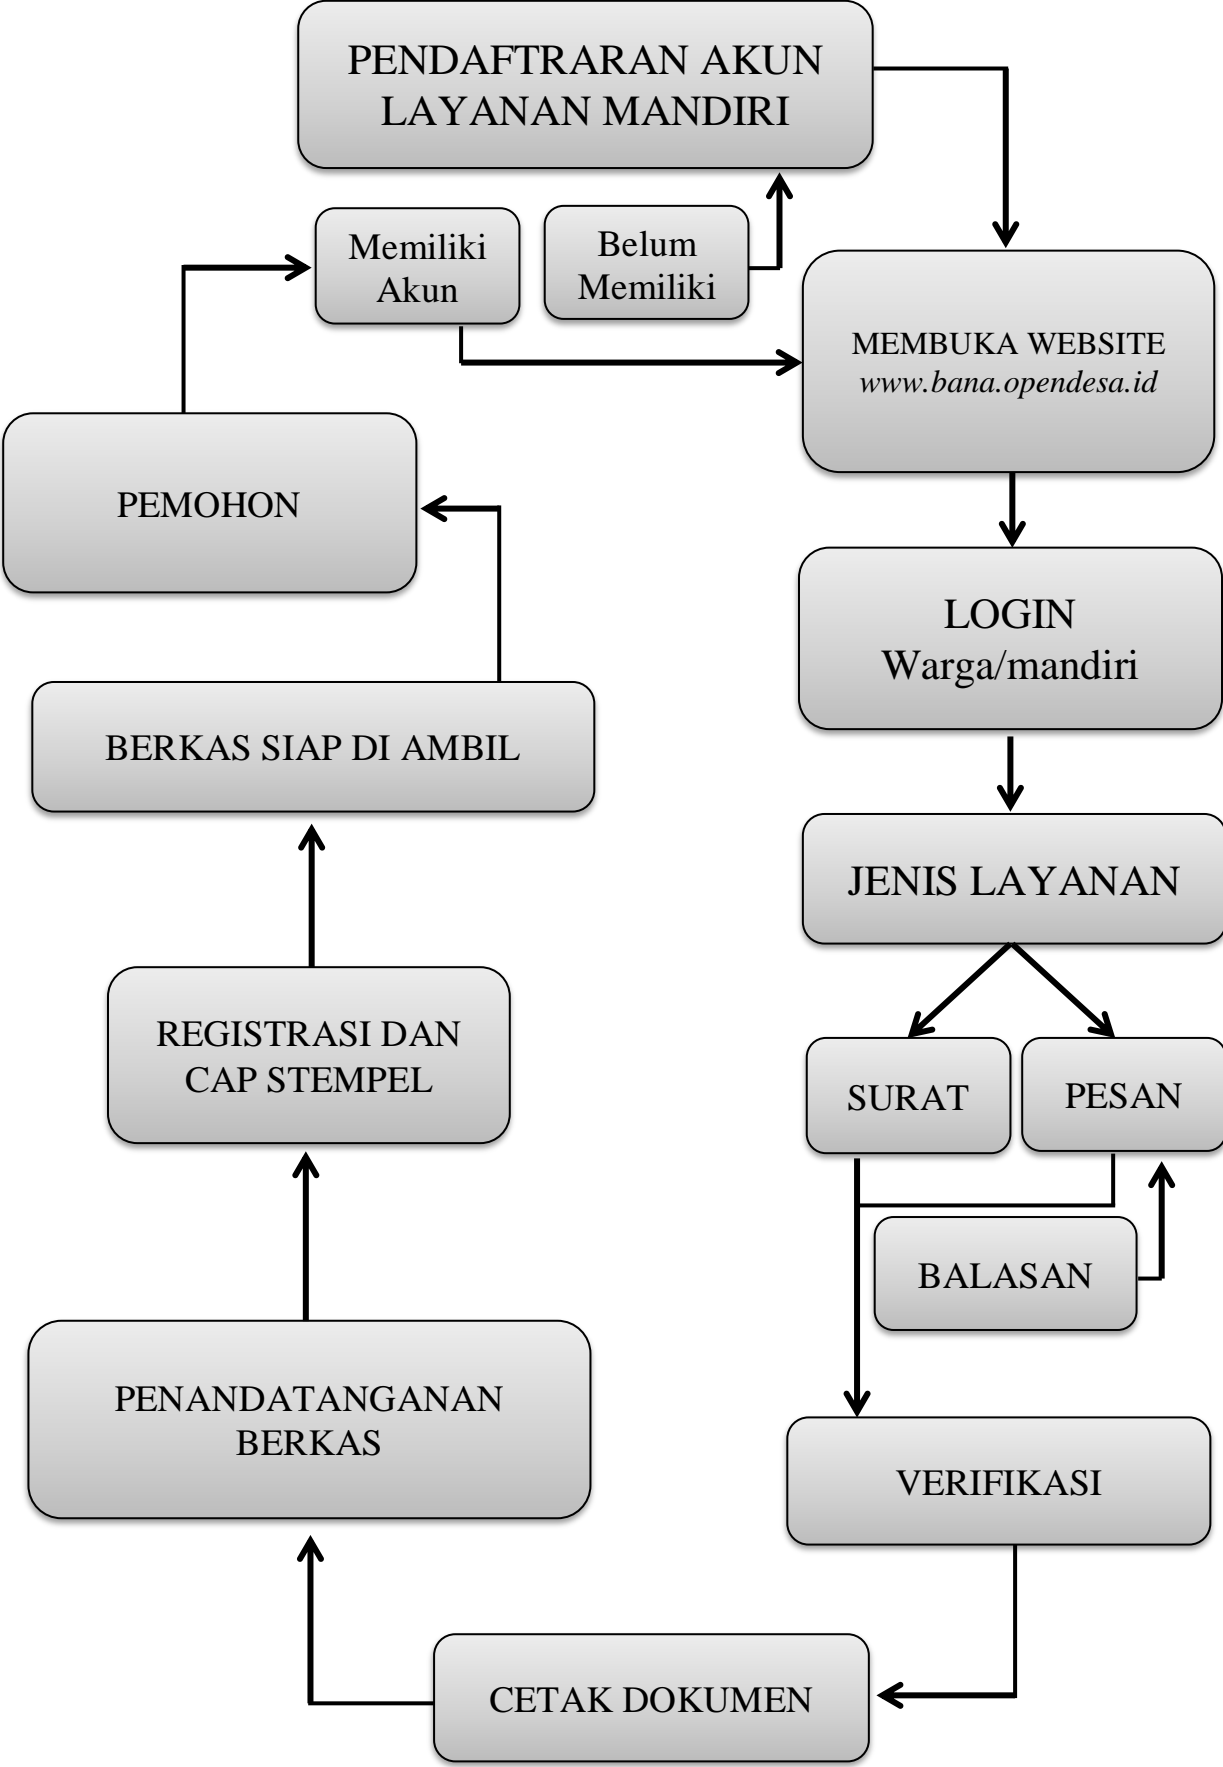 PENDAFTRARAN AKUN
LAYANAN MANDIRI
Memiliki
Akun
Belum
Memiliki
MEMBUKA WEBSITE
www.bana.opendesa.id
PEMOHON
LOGIN
Warga/mandiri
BERKAS SIAP DI AMBIL
JENIS LAYANAN
REGISTRASI DAN
CAP STEMPEL
SURAT
PESAN
BALASAN
PENANDATANGANAN
BERKAS
VERIFIKASI
CETAK DOKUMEN